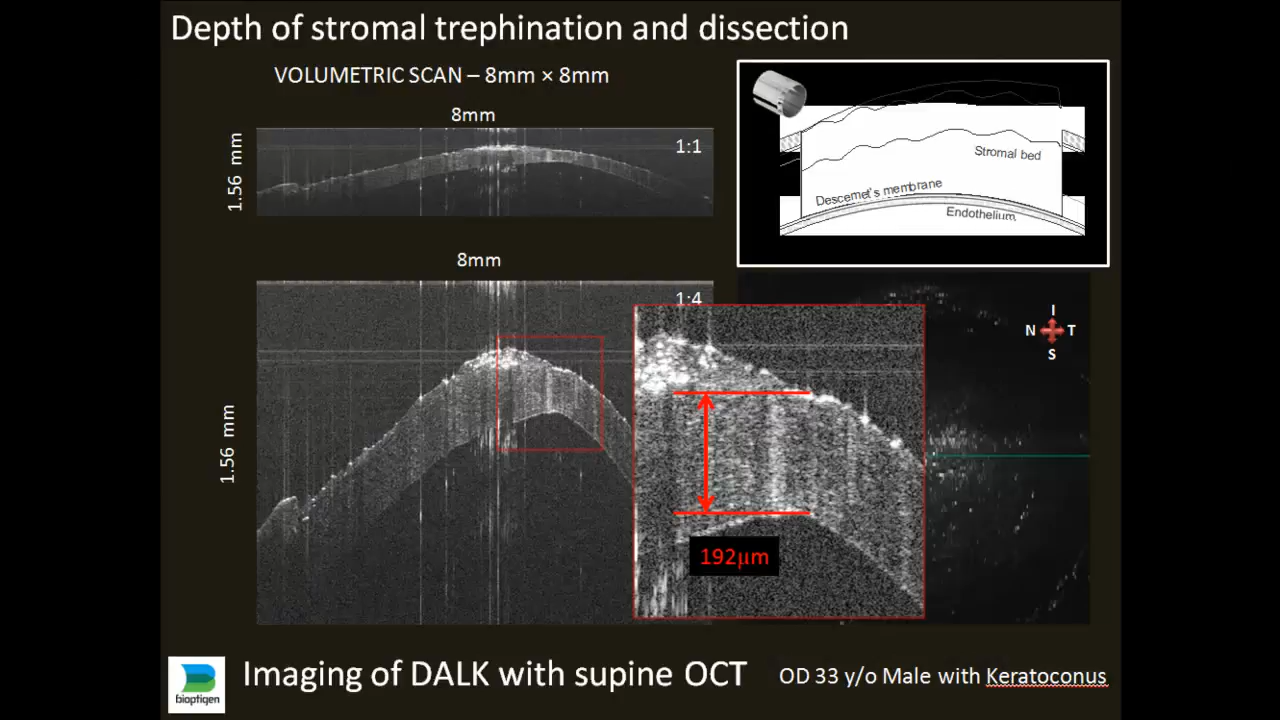 Depth of stromal trephination and dissection
VOLUMETRIC SCAN – 8mm × 8mm
8mm
1.56 mm
1:1
Stromal bed
Descemet's membrane
Endothelium
8mm
1.56 mm
1:4
192µm
I
N T
S
bioptigen
Imaging of DALK with supine OCT
OD 33 y/o Male with Keratoconus